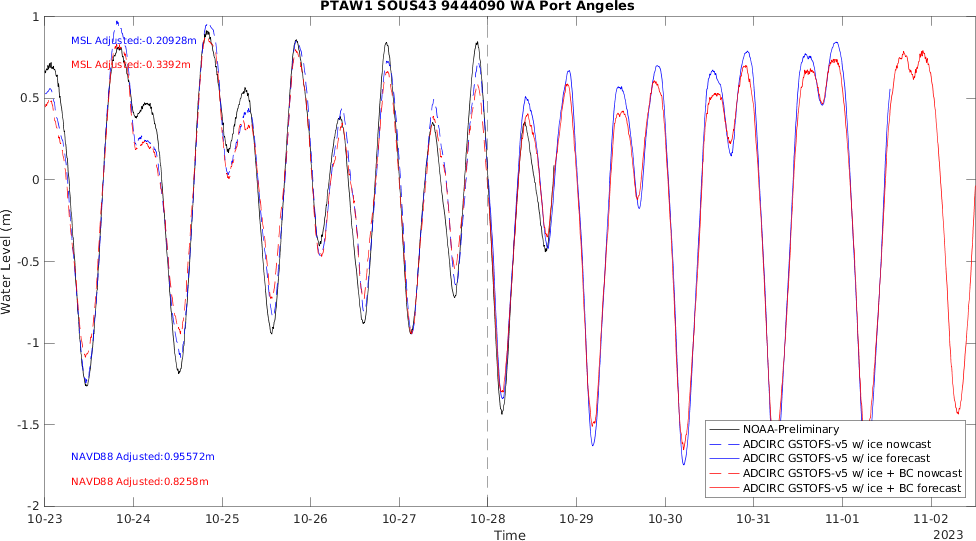 PTAW1 SOUS43 9444090 WA Port Angeles
MSL Adjusted:-0.20928m
MSL Adjusted:-0.3392m
NAVD88 Adjusted:0.95572m
NAVD88 Adjusted:0.8258m
Water Level (m)
1
0.5
0
-0.5
-1
-1.5
-2
NOAA-Preliminary
ADCIRC GSTOFS-v5 w/ ice nowcast
ADCIRC GSTOFS-v5 w/ ice forecast
ADCIRC GSTOFS-v5 w/ ice + BC nowcast
ADCIRC GSTOFS-v5 w/ ice + BC forecast
10-23 10-24 10-25 10-26 10-27 10-28 10-29 10-30 10-31 11-01 11-02
Time
2023